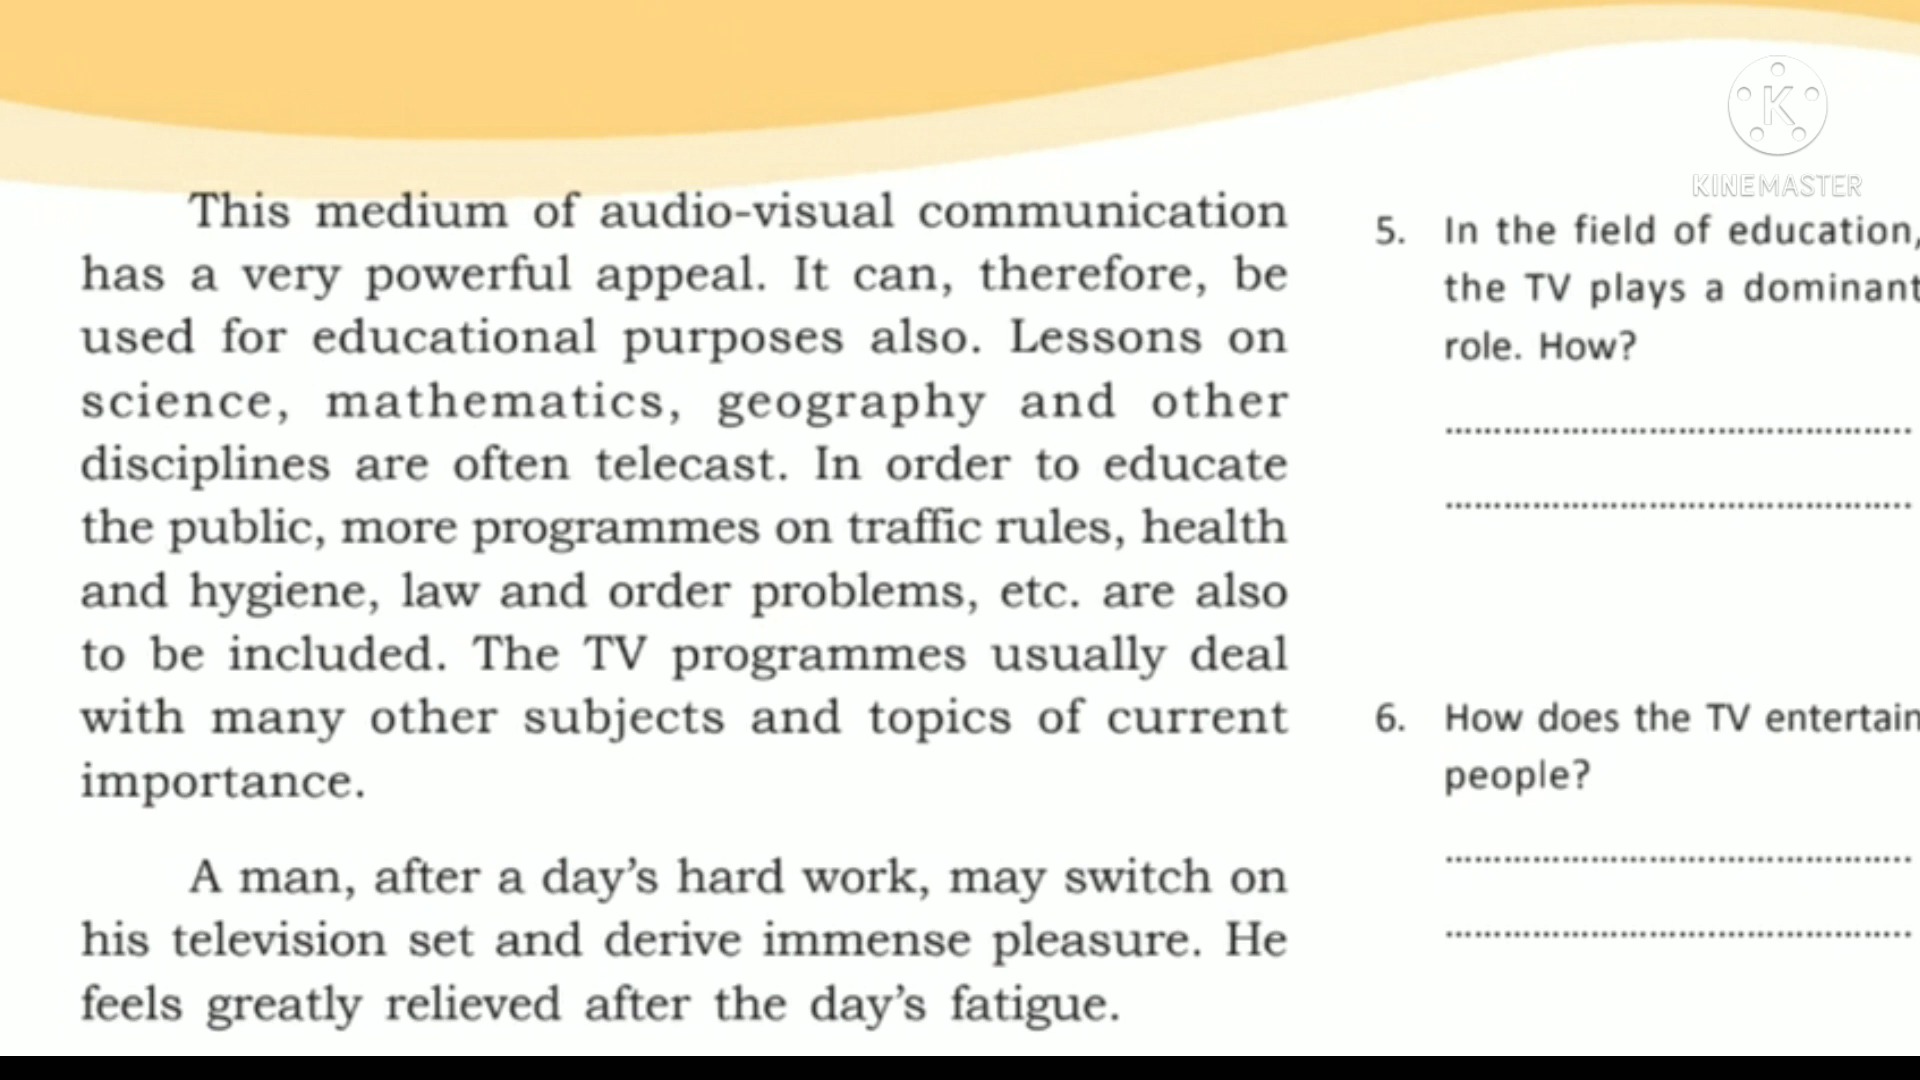 K
KINEMASTER
This medium of audio-visual communication
has a very powerful appeal. It can, therefore, be
used for educational purposes also. Lessons on
science, mathematics, geography and other
disciplines are often telecast. In order to educate
the public, more programmes on traffic rules, health
and hygiene, law and order problems, etc. are also
to be included. The TV programmes usually deal
with many other subjects and topics of current
importance.
A man, after a day's hard work, may switch on
his television set and derive immense pleasure. He
feels greatly relieved after the day's fatigue.
5. In the field of education,
the TV plays a dominant
role. How?
6. How does the TV entertain
people?